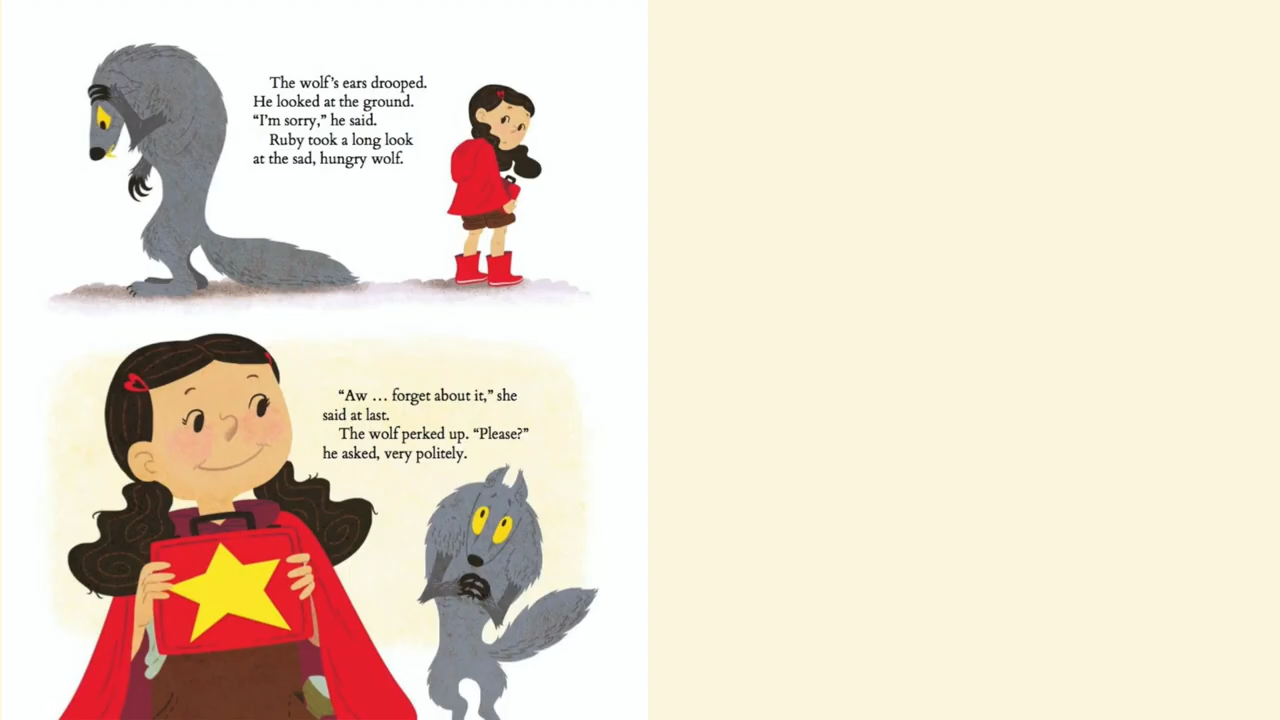 The wolf's ears drooped.
He looked at the ground.
“I'm sorry,” he said.
Ruby took a long look
at the sad, hungry wolf.
“Aw ... forget about it,” she
said at last.
The wolf perked up. “Please?”
he asked, very politely.